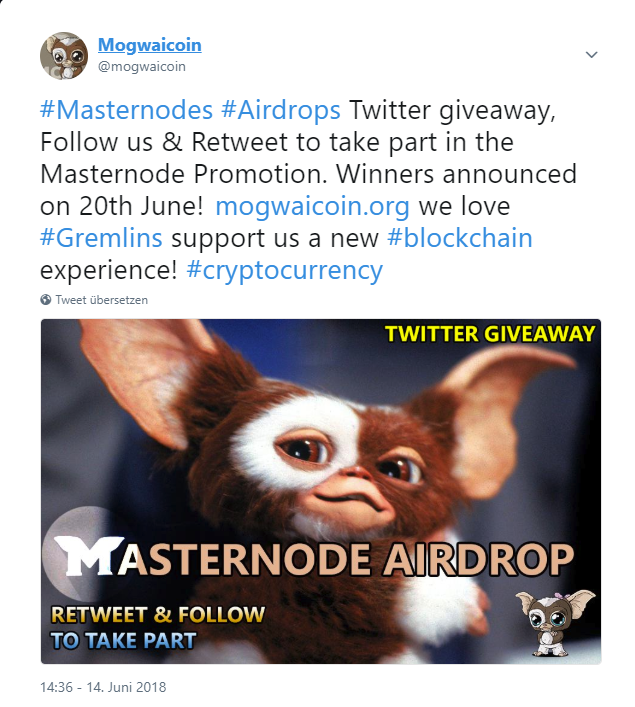 Mogwaicoin
@mogwaicoin
#Masternodes #Airdrops Twitter giveaway,
Follow us & Retweet to take part in the
Masternode Promotion. Winners announced
on 20th June! mogwaicoin.org we love
#Gremlins support us a new #blockchain
experience! #cryptocurrency
Tweet übersetzen
TWITTER GIVEAWAY
MASTERNODE AIRDROP
RETWEET & FOLLOW
TO TAKE PART
14:36 - 14. Juni 2018